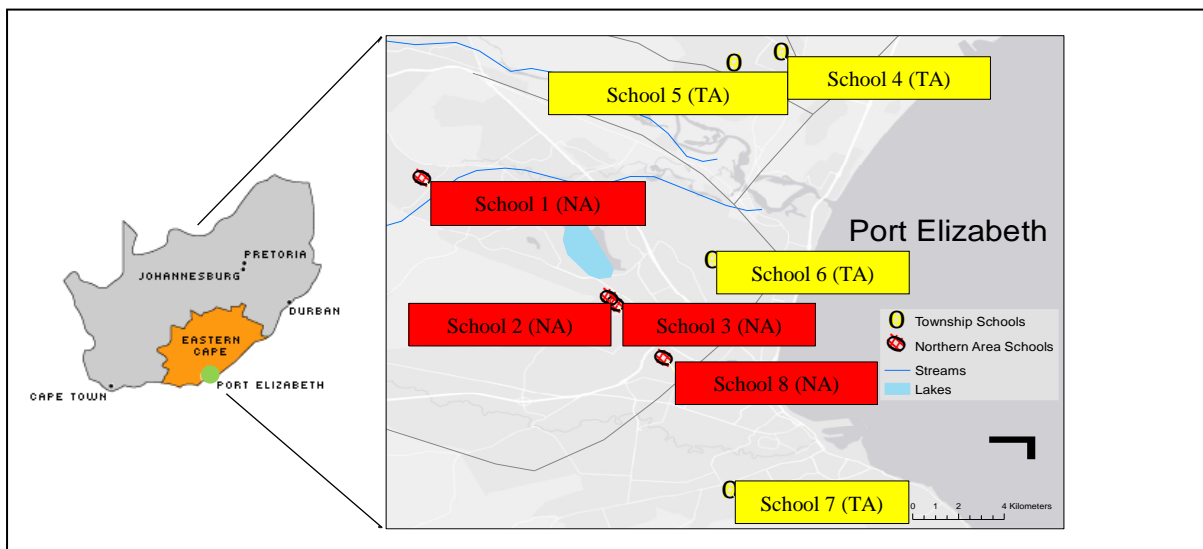 PRETORIA
JOHANNESBURG
DURBAN
EASTERN
CAPE
PORT ELIZABETH
CAPE TOWN
School 4 (TA)
School 5 (TA)
School 1 (NA)
Port Elizabeth
School 6 (TA)
School 2 (NA)
School 3 (NA)
School 8 (NA)
School 7 (TA)
Township Schools
Northern Area Schools
Streams
Lakes
0 2 4 Kilometers